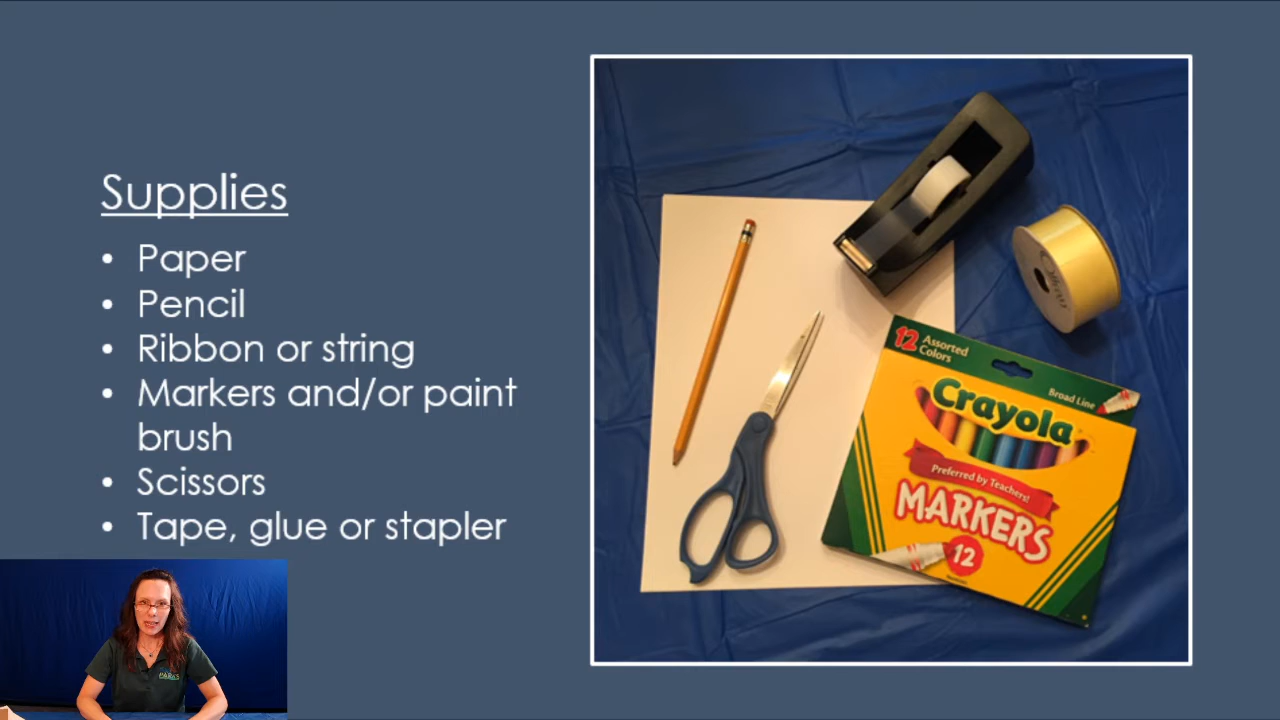 Supplies
• Paper
• Pencil
• Ribbon or string
• Markers and/or paint
brush
• Scissors
• Tape, glue or stapler
12 Assorted
Colors
Broad Line
Crayola
Preferred by Teachers!
MARKERS
12
PARKS